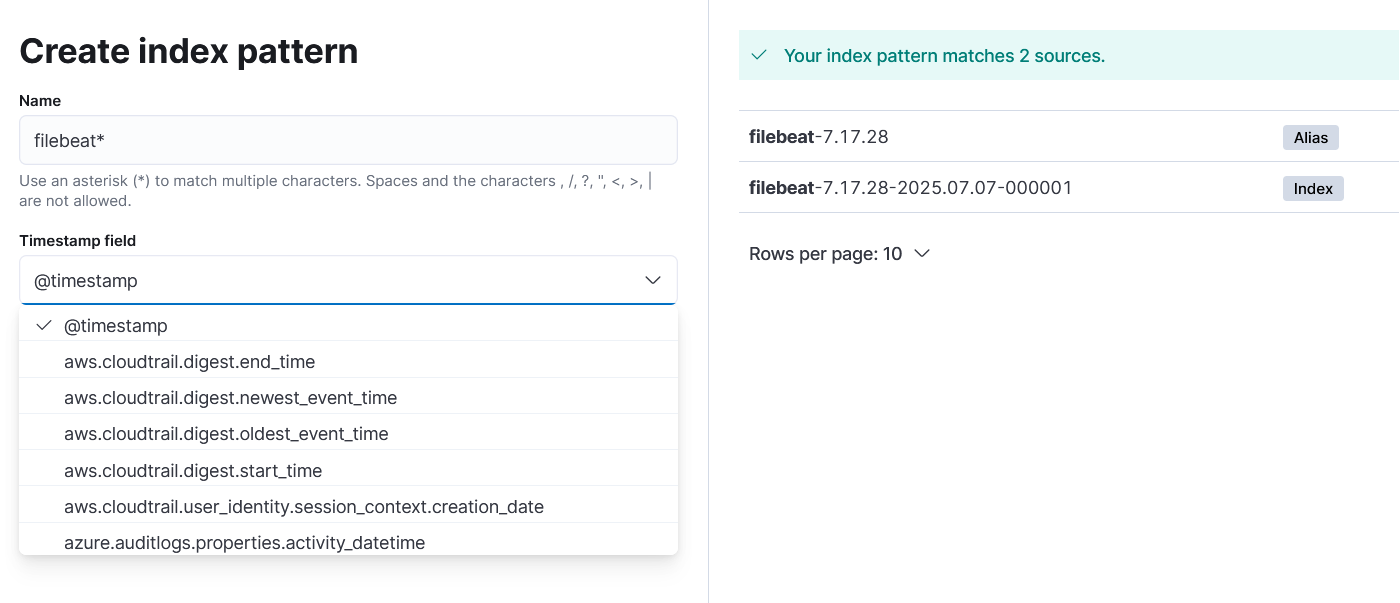 Create index pattern
Name
filebeat*
Use an asterisk (*) to match multiple characters. Spaces and the characters , /, ?, ", <, >, |
are not allowed.
Timestamp field
@timestamp
@timestamp
aws.cloudtrail.digest.end_time
aws.cloudtrail.digest.newest_event_time
aws.cloudtrail.digest.oldest_event_time
aws.cloudtrail.digest.start_time
aws.cloudtrail.user_identity.session_context.creation_date
azure.auditlogs.properties.activity_datetime
Your index pattern matches 2 sources.
filebeat-7.17.28 Alias
filebeat-7.17.28-2025.07.07-000001 Index
Rows per page: 10